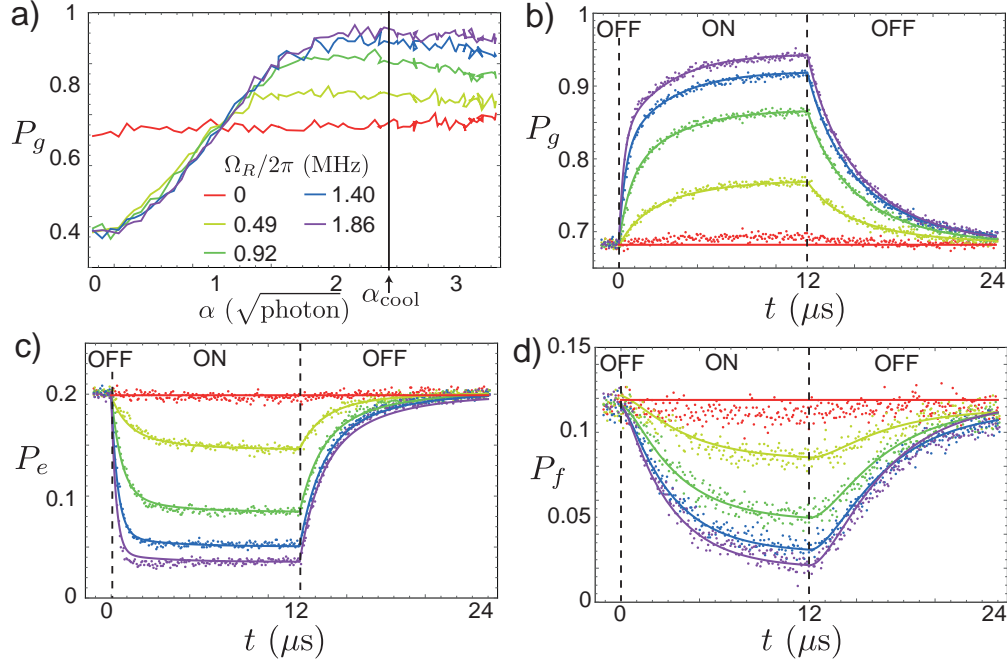 a)
P_g
1
0.8
0.6
0.4
Ω_R/2π (MHz)
0
0.49
0.92
1.40
1.86
0 1 2 3
α (√photon)
α_cool
b)
OFF ON OFF
P_g
0.9
0.8
0.7
0 12 24
t (μs)
c)
OFF ON OFF
P_e
0.2
0.1
0
0 12 24
t (μs)
d)
OFF ON OFF
P_f
0.15
0.1
0.05
0
0 12 24
t (μs)